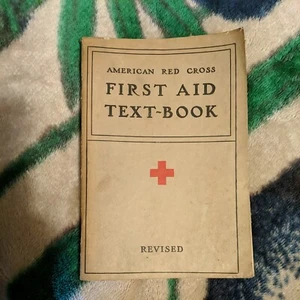 AMERICAN RED CROSS
FIRST AID
TEXT-BOOK
REVISED